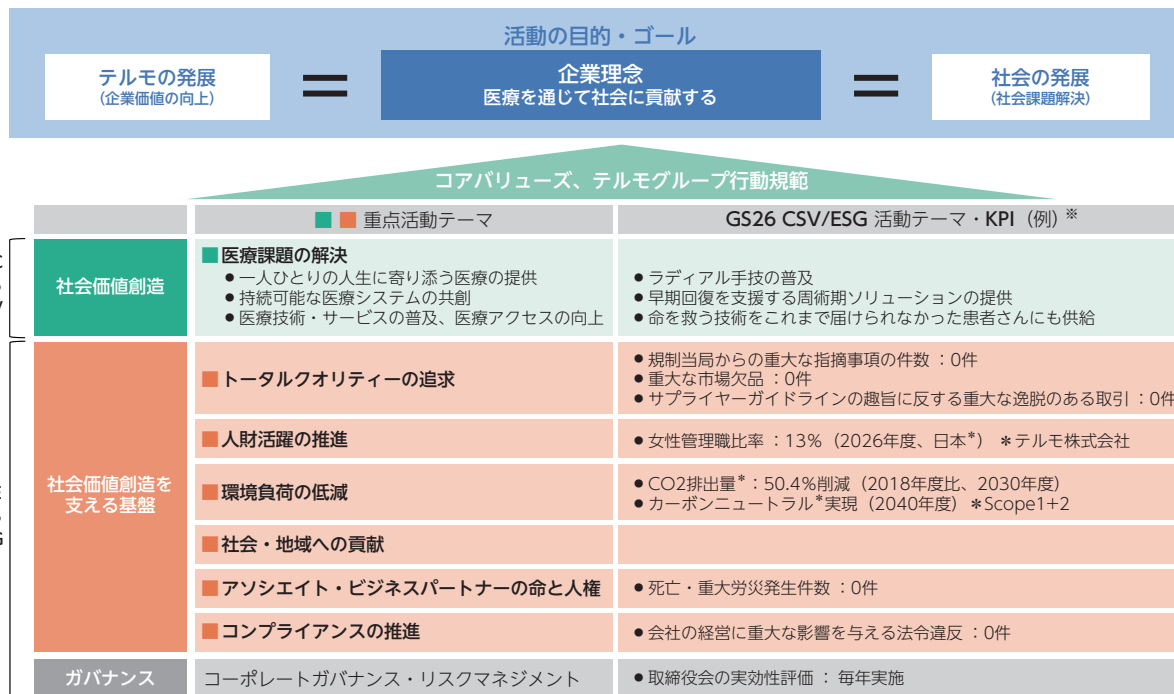 活動の目的・ゴール
テルモの発展
(企業価値の向上)
=
企業理念
医療を通じて社会に貢献する
=
社会の発展
(社会課題解決)
コアバリューズ、テルモグループ行動規範
重点活動テーマ
GS26 CSV/ESG 活動テーマ・KPI（例）※
社会価値創造
医療課題の解決
● 一人ひとりの人生に寄り添う医療の提供
● 持続可能な医療システムの共創
● 医療技術・サービスの普及、医療アクセスの向上
● ラディアル手技の普及
● 早期回復を支援する周術期ソリューションの提供
● 命を救う技術をこれまで届けられなかった患者さんにも供給
社会価値創造を
支える基盤
トータルクオリティーの追求
● 規制当局からの重大な指摘事項の件数 ：0件
● 重大な市場欠品 ：0件
● サプライヤーガイドラインの趣旨に反する重大な逸脱のある取引 ：0件
人財活躍の推進
● 女性管理職比率 ：13%（2026年度、日本*） ＊テルモ株式会社
環境負荷の低減
● CO2排出量*：50.4%削減（2018年度比、2030年度）
● カーボンニュートラル*実現（2040年度） ＊Scope1+2
社会・地域への貢献
アソシエイト・ビジネスパートナーの命と人権
● 死亡・重大労災発生件数 ：0件
コンプライアンスの推進
● 会社の経営に重大な影響を与える法令違反 ：0件
ガバナンス
コーポレートガバナンス・リスクマネジメント
● 取締役会の実効性評価 ： 毎年実施